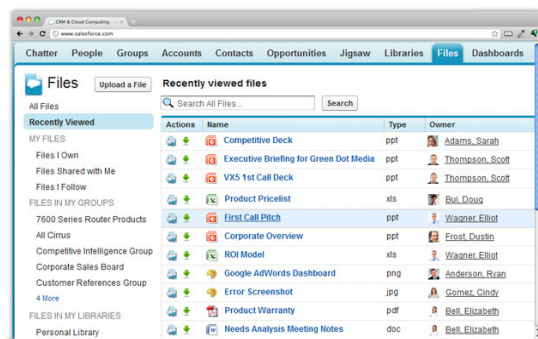 CRM & Cloud Computing
www.salesforce.com
Chatter People Groups Accounts Contacts Opportunities Jigsaw Libraries Files Dashboards
Files Upload a File
All Files
Recently Viewed
MY FILES
Files I Own
Files Shared with Me
Files I Follow
FILES IN MY GROUPS
7600 Series Router Products
All Cirrus
Competitive Intelligence Group
Corporate Sales Board
Customer References Group
4 More
FILES IN MY LIBRARIES
Personal Library
Recently viewed files
Search All Files... Search
Actions Name Type Owner
Competitive Deck ppt Adams, Sarah
Executive Briefing for Green Dot Media ppt Thompson, Scott
VX5 1st Call Deck ppt Thompson, Scott
Product Pricelist xls Bui, Doug
First Call Pitch ppt Wagner, Elliot
Corporate Overview ppt Frost, Dustin
ROI Model xls Wagner, Elliot
Google AdWords Dashboard png Anderson, Ryan
Error Screenshot jpg Gomez, Cindy
Product Warranty pdf Bell, Elizabeth
Needs Analysis Meeting Notes doc Bell, Elizabeth